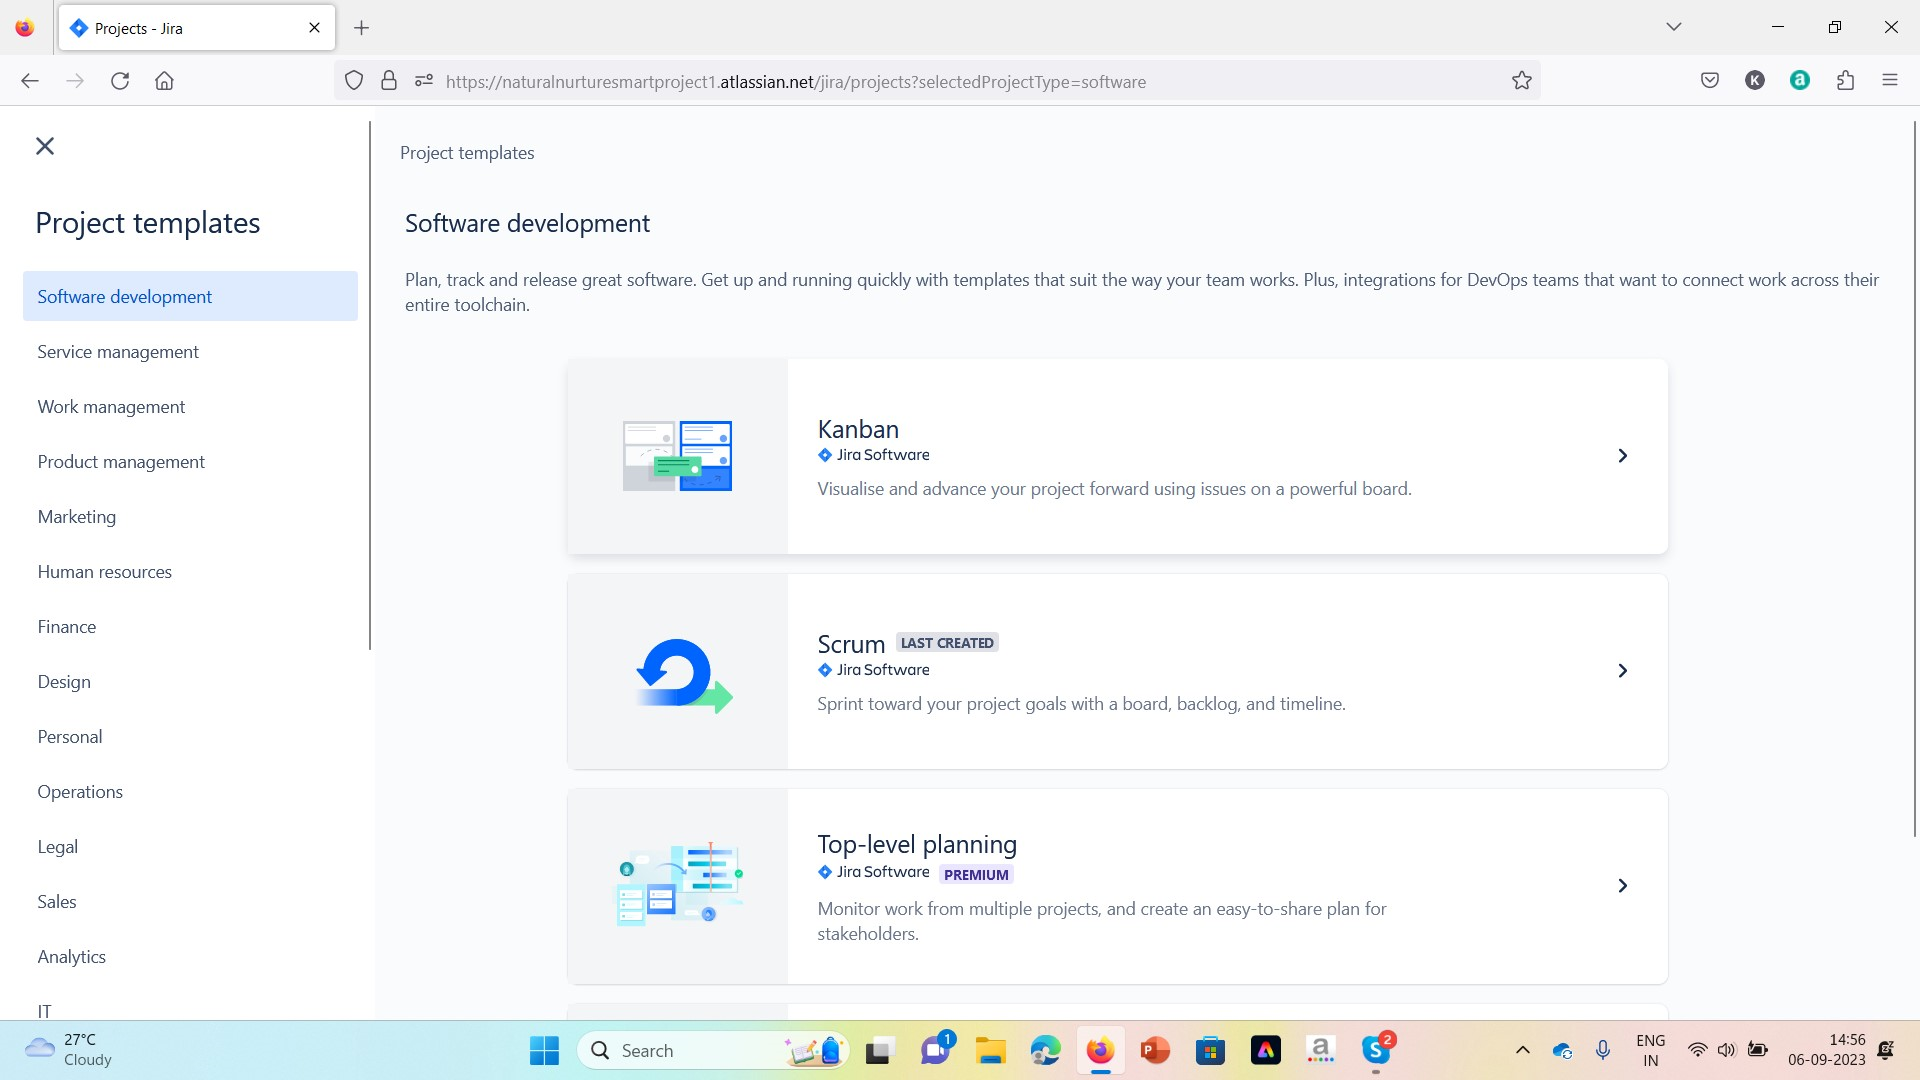 Projects - Jira
https://naturalnurturesmartproject1.atlassian.net/jira/projects?selectedProjectType=software
K
a
Project templates
Software development
Service management
Work management
Product management
Marketing
Human resources
Finance
Design
Personal
Operations
Legal
Sales
Analytics
IT
Project templates
Software development
Plan, track and release great software. Get up and running quickly with templates that suit the way your team works. Plus, integrations for DevOps teams that want to connect work across their
entire toolchain.
Kanban
Jira Software
Visualise and advance your project forward using issues on a powerful board.
Scrum LAST CREATED
Jira Software
Sprint toward your project goals with a board, backlog, and timeline.
Top-level planning
Jira Software PREMIUM
Monitor work from multiple projects, and create an easy-to-share plan for
stakeholders.
27°C
Cloudy
Search
1
P
a
S
2
ENG
IN
14:56
06-09-2023